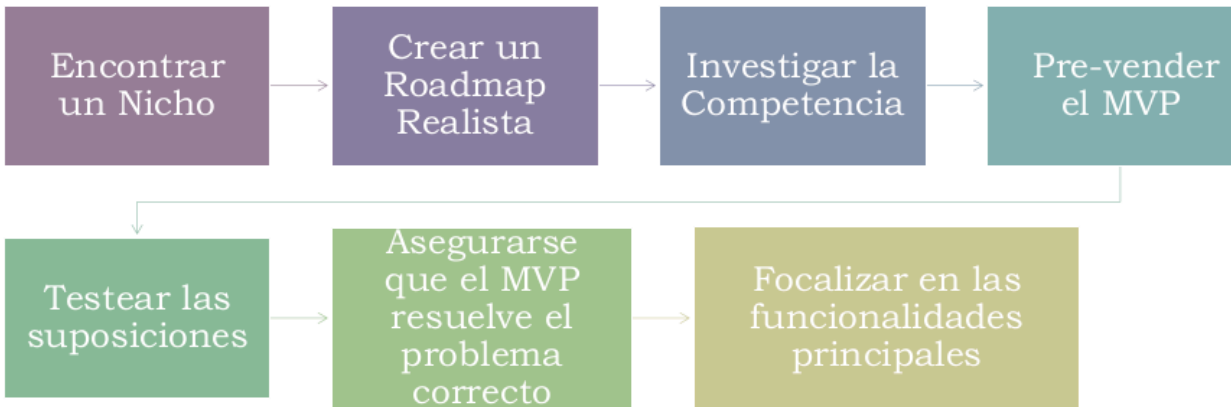 Encontrar
un Nicho
Crear un
Roadmap
Realista
Investigar la
Competencia
Pre-vender
el MVP
Testear las
suposiciones
Asegurarse
que el MVP
resuelve el
problema
correcto
Focalizar en las
funcionalidades
principales